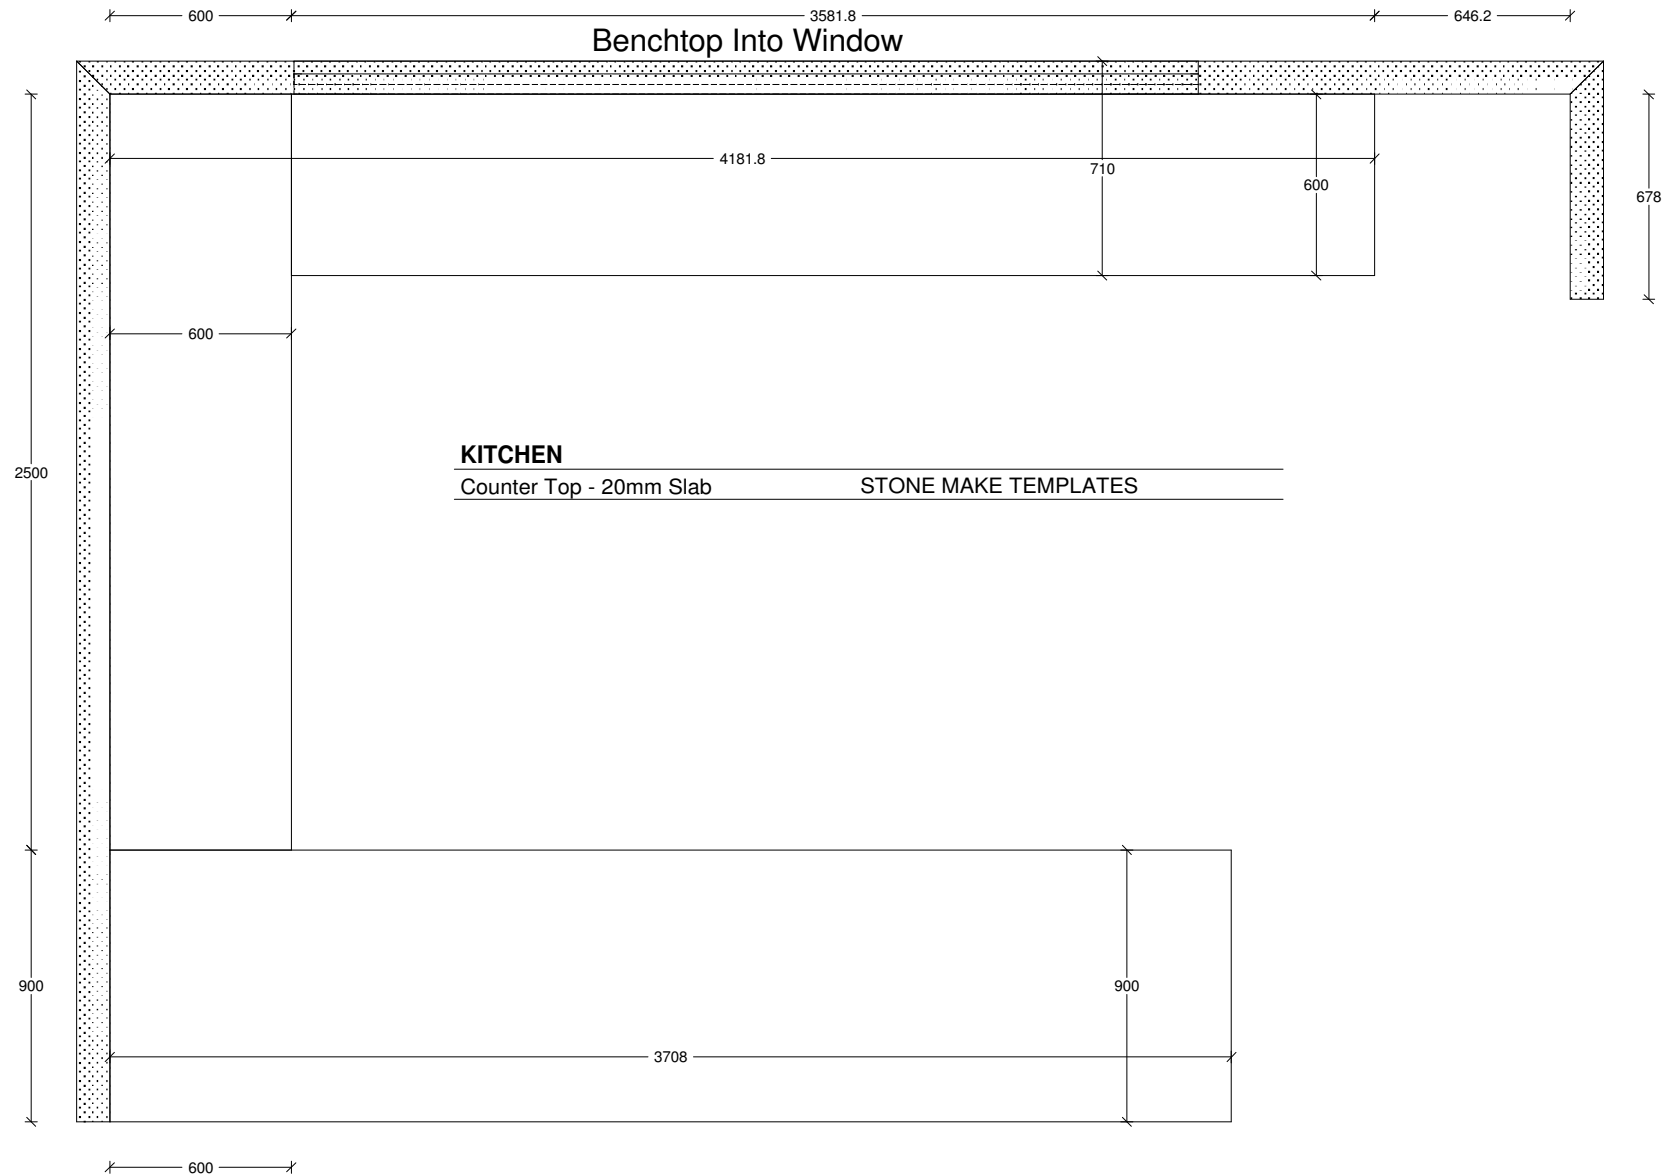 600 3581.8 646.2
Benchtop Into Window
4181.8
710
600
678
600
KITCHEN
2500
Counter Top - 20mm Slab STONE MAKE TEMPLATES
900 900
3708
600